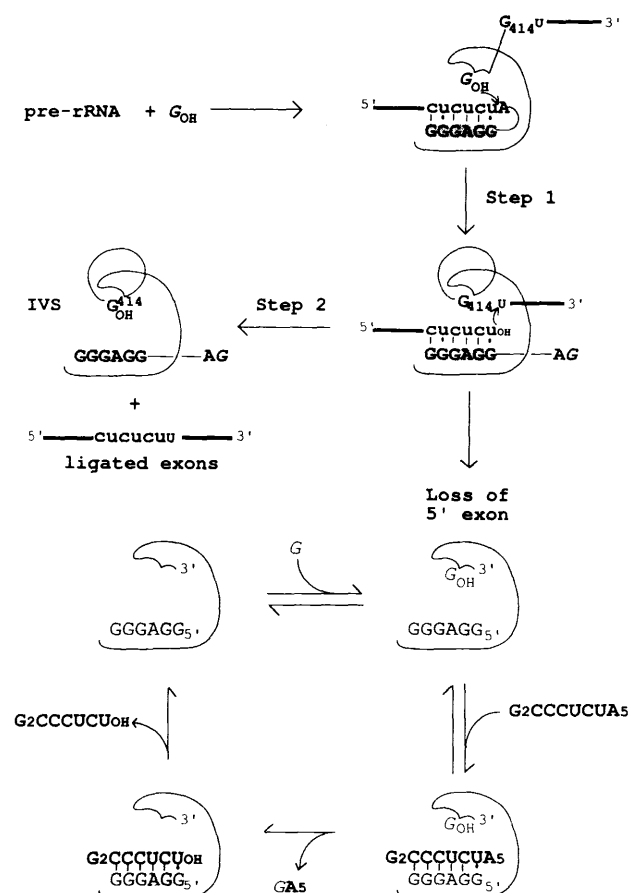 G414U 3'
GOH
pre-rRNA + GOH
5' cucucuA
GGGAGG
Step 1
G414 OH
IVS
Step 2
G414U 3'
5' cucucuOH
GGGAGG AG
GGGAGG AG
+
5' cucucuU 3'
ligated exons
Loss of
5' exon
3'
G
3'
GOH
GGGAGG5'
GGGAGG5'
G2CCCUCUOH
G2CCCUCUA5
3'
3'
GOH
G2CCCUCUOH
GGGAGG5'
GA5
G2CCCUCUA5
GGGAGG5'